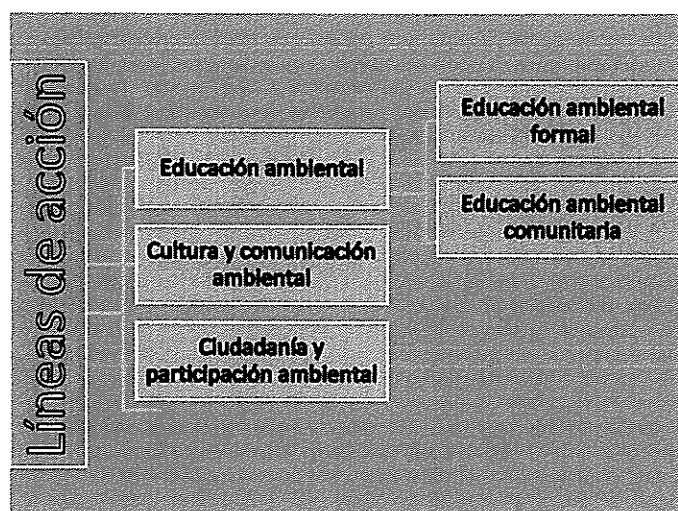 Líneas de acción
Educación ambiental
Cultura y comunicación
ambiental
Ciudadanía y
participación ambiental
Educación ambiental
formal
Educación ambiental
comunitaria